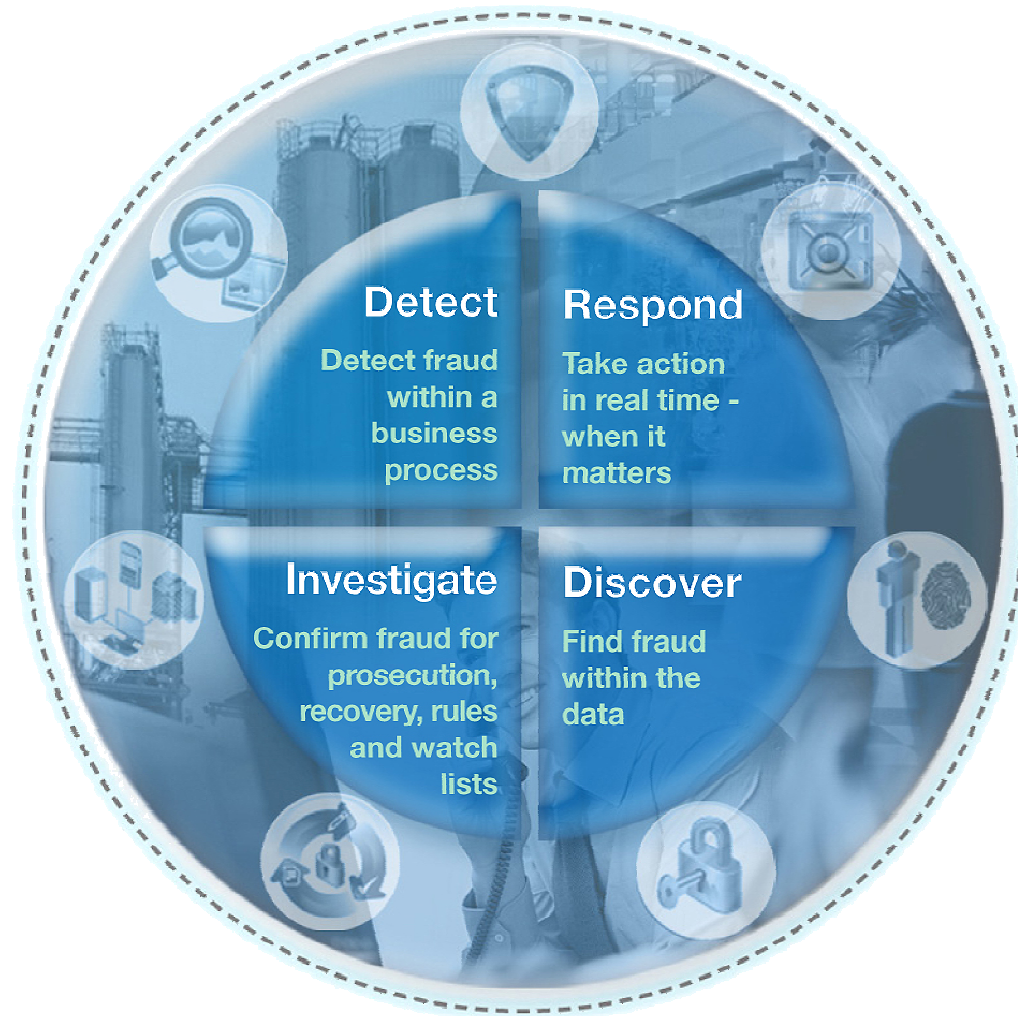 Detect
Detect fraud
within a
business
process
Respond
Take action
in real time -
when it
matters
Investigate
Confirm fraud for
prosecution,
recovery, rules
and watch
lists
Discover
Find fraud
within the
data